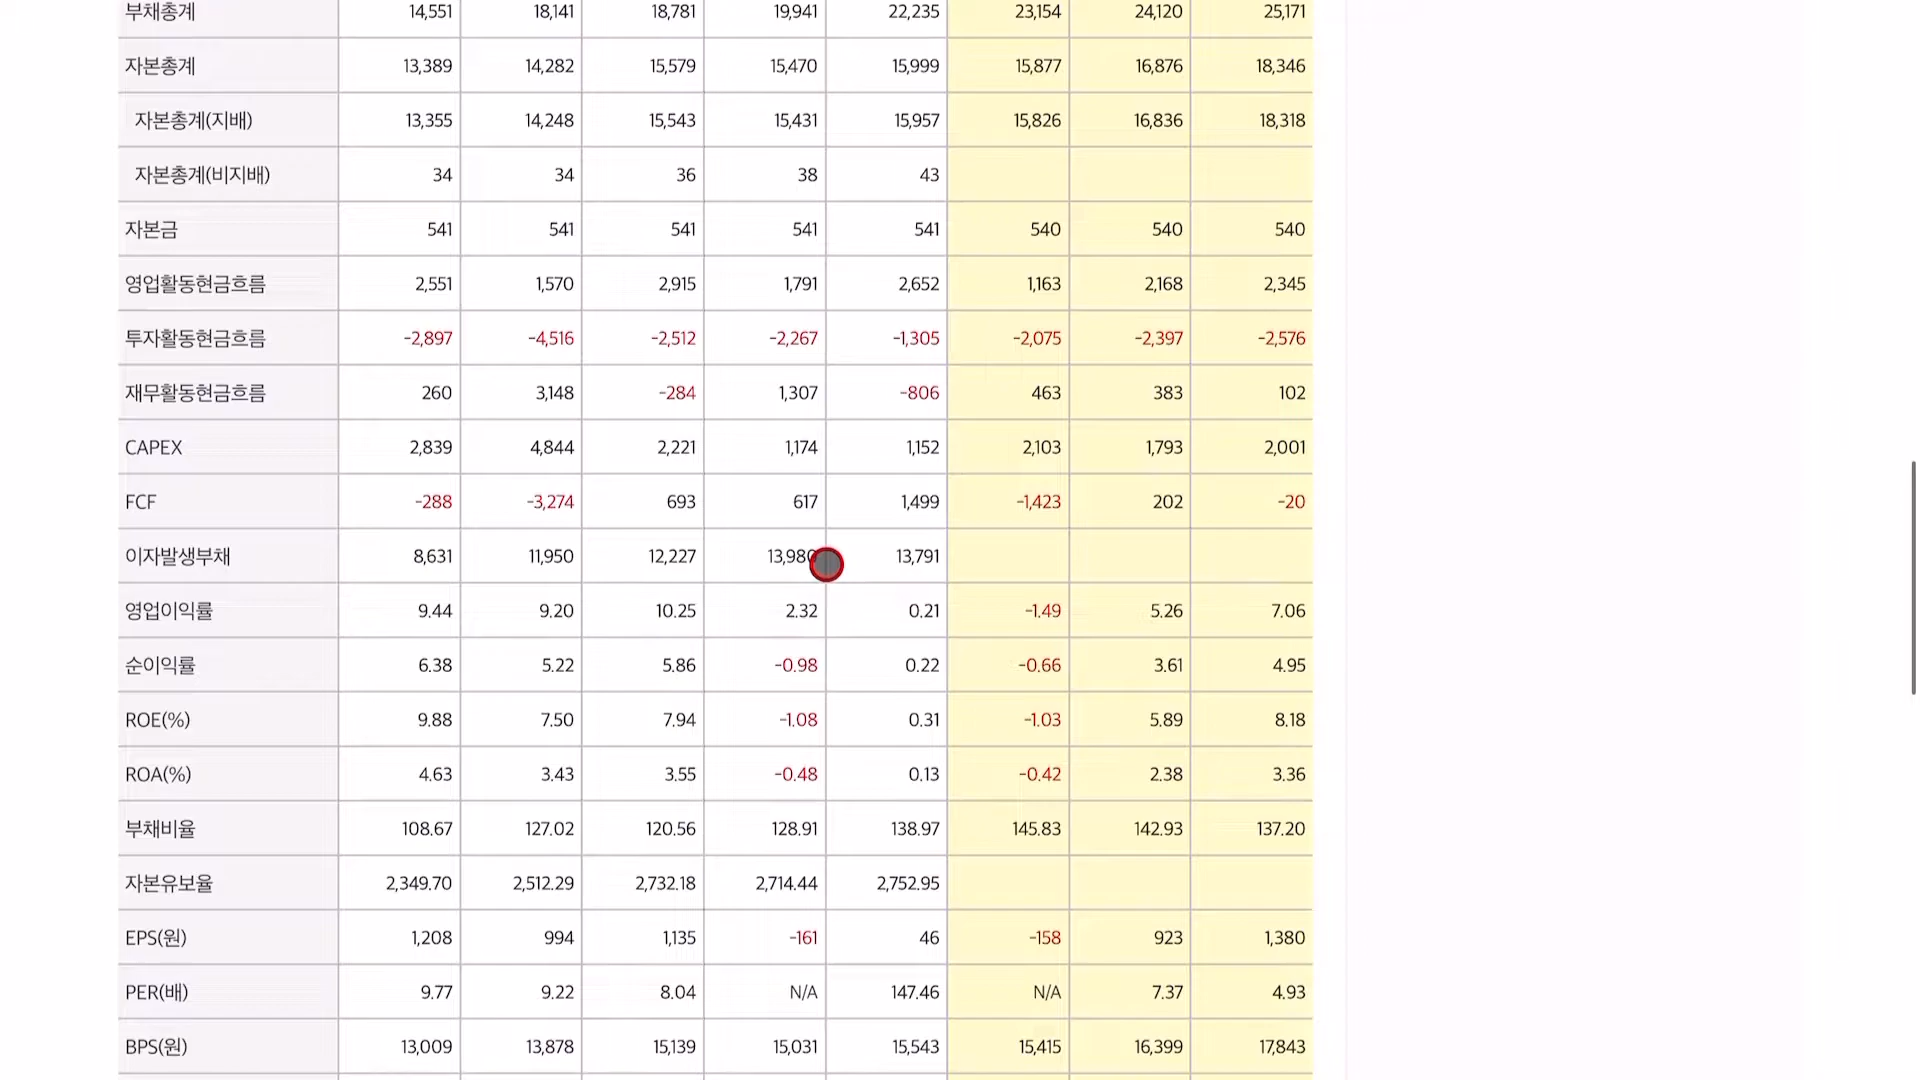 부채총계 14,551 18,141 18,781 19,941 22,235 23,154 24,120 25,171
자본총계 13,389 14,282 15,579 15,470 15,999 15,877 16,876 18,346
자본총계(지배) 13,355 14,248 15,543 15,431 15,957 15,826 16,836 18,318
자본총계(비지배) 34 34 36 38 43
자본금 541 541 541 541 541 540 540 540
영업활동현금흐름 2,551 1,570 2,915 1,791 2,652 1,163 2,168 2,345
투자활동현금흐름 -2,897 -4,516 -2,512 -2,267 -1,305 -2,075 -2,397 -2,576
재무활동현금흐름 260 3,148 -284 1,307 -806 463 383 102
CAPEX 2,839 4,844 2,221 1,174 1,152 2,103 1,793 2,001
FCF -288 -3,274 693 617 1,499 -1,423 202 -20
이자발생부채 8,631 11,950 12,227 13,980 13,791
영업이익률 9.44 9.20 10.25 2.32 0.21 -1.49 5.26 7.06
순이익률 6.38 5.22 5.86 -0.98 0.22 -0.66 3.61 4.95
ROE(%) 9.88 7.50 7.94 -1.08 0.31 -1.03 5.89 8.18
ROA(%) 4.63 3.43 3.55 -0.48 0.13 -0.42 2.38 3.36
부채비율 108.67 127.02 120.56 128.91 138.97 145.83 142.93 137.20
자본유보율 2,349.70 2,512.29 2,732.18 2,714.44 2,752.95
EPS(원) 1,208 994 1,135 -161 46 -158 923 1,380
PER(배) 9.77 9.22 8.04 N/A 147.46 N/A 7.37 4.93
BPS(원) 13,009 13,878 15,139 15,031 15,543 15,415 16,399 17,843